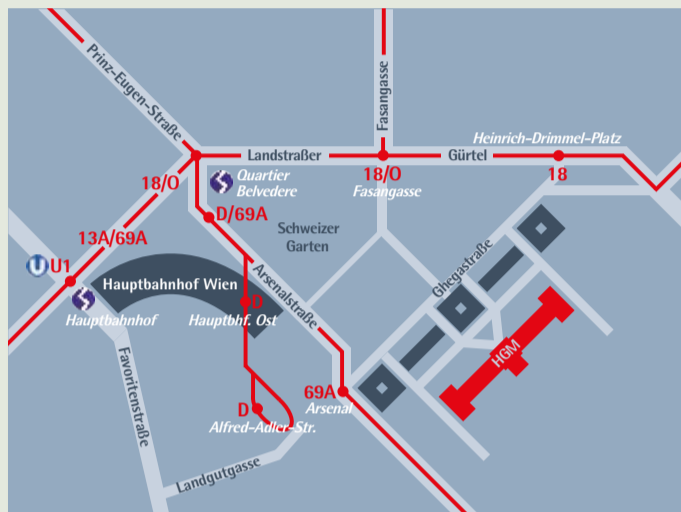 Prinz-Eugen-Straße
Fasangasse
Heinrich-Drimmel-Platz
Landstraßer
Gürtel
18/O
18/O
Fasangasse
18
Quartier
Belvedere
D/69A
Schweizer
Garten
13A/69A
U
U1
Hauptbahnhof Wien
Arsenalstraße
Ghegastraße
Hauptbahnhof
D
Hauptbhf. Ost
Favoritenstraße
HGM
69A
Arsenal
D
Alfred-Adler-Str.
Landgutgasse